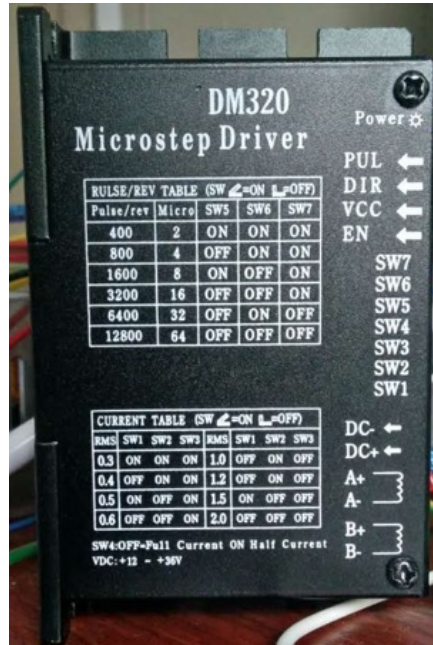 DM320
Microstep Driver
Power
PUL
DIR
VCC
EN
RULSE/REV TABLE (SW =ON =OFF)
Pulse/rev Micro SW5 SW6 SW7
400 2 ON ON ON
800 4 OFF ON ON
1600 8 ON OFF ON
3200 16 OFF OFF ON
6400 32 OFF ON OFF
12800 64 OFF OFF OFF
SW7
SW6
SW5
SW4
SW3
SW2
SW1
CURRENT TABLE (SW =ON =OFF)
RMS SW1 SW2 SW3 RMS SW1 SW2 SW3
0.3 ON ON ON 1.0 OFF ON OFF
0.4 OFF ON ON 1.2 OFF ON OFF
0.5 ON OFF ON 1.5 ON OFF OFF
0.6 OFF OFF 2.0 OFF OFF OFF
SW4:OFF=Full Current ON Half Current
VDC:+12 - +36V
DC-
DC+
A+
A-
B+
B-